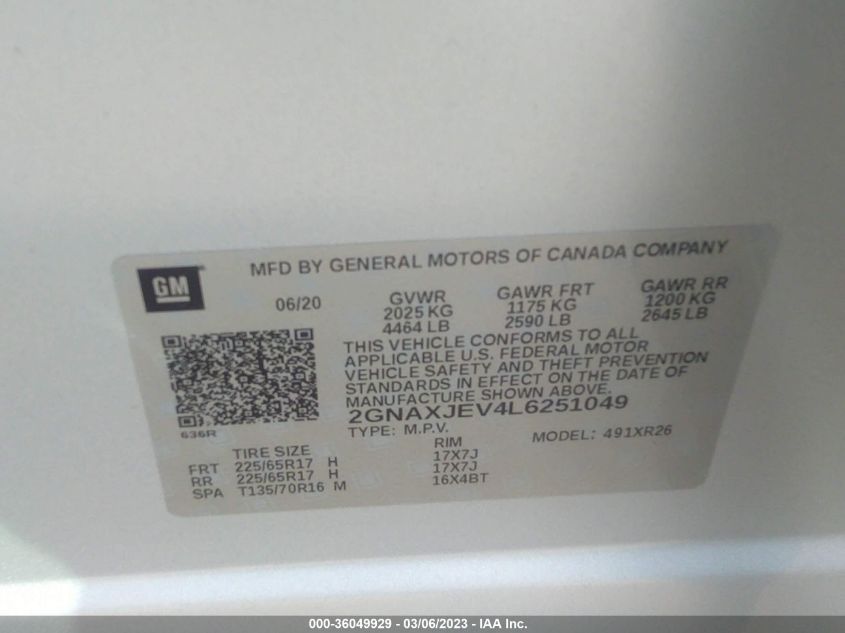 GM
MFD BY GENERAL MOTORS OF CANADA COMPANY
06/20
GVWR
2025 KG
4464 LB
GAWR FRT
1175 KG
2590 LB
GAWR RR
1200 KG
2645 LB
THIS VEHICLE CONFORMS TO ALL
APPLICABLE U.S. FEDERAL MOTOR
VEHICLE SAFETY AND THEFT PREVENTION
STANDARDS IN EFFECT ON THE DATE OF
MANUFACTURE SHOWN ABOVE.
2GNAXJEV4L6251049
636R
TYPE: M.P.V.
MODEL: 491XR26
TIRE SIZE RIM
FRT 225/65R17 H 17X7J
RR 225/65R17 H 17X7J
SPA T135/70R16 M 16X4BT
000-36049929 - 03/06/2023 - IAA Inc.